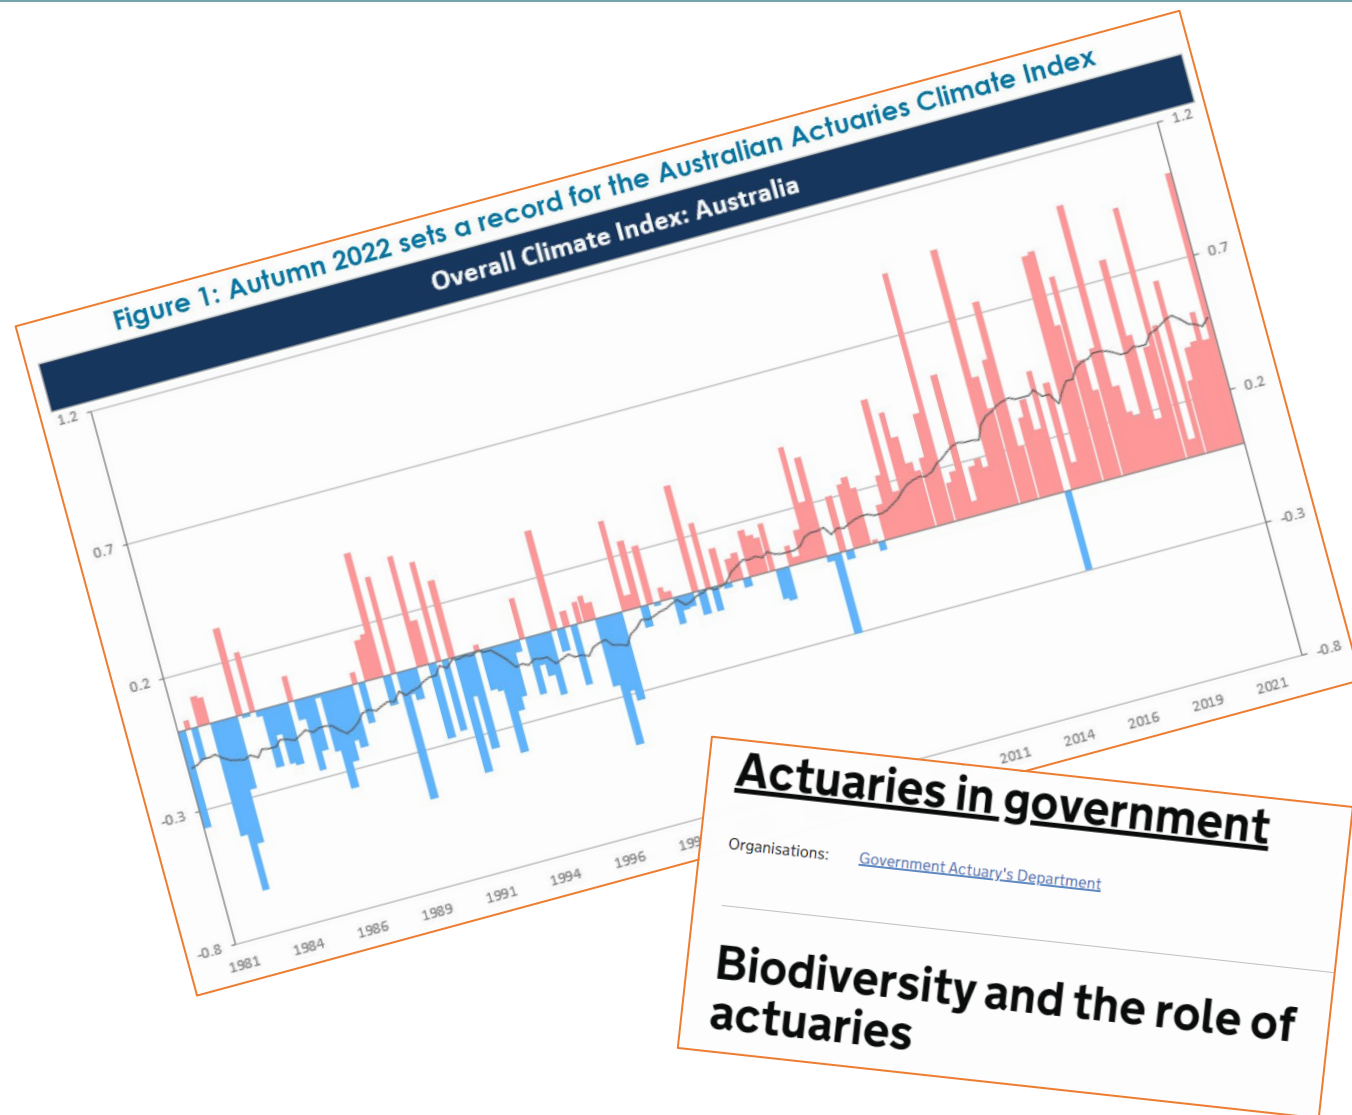 Figure 1: Autumn 2022 sets a record for the Australian Actuaries Climate Index
Overall Climate Index: Australia
1.2
0.7
0.2
-0.3
-0.8
1.2
0.7
0.2
-0.3
-0.8
1981 1984 1986 1989 1991 1994 1996 2011 2014 2016 2019 2021
Actuaries in government
Organisations: Government Actuary's Department
Biodiversity and the role of
actuaries